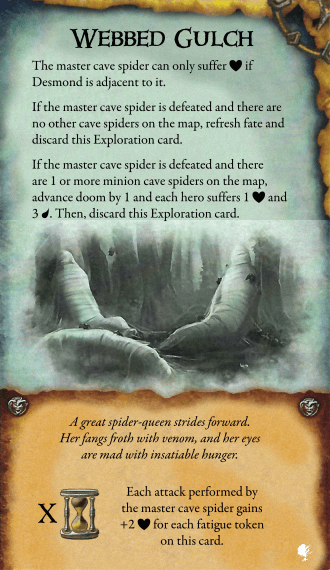 Webbed Gulch
The master cave spider can only suffer ♥ if
Desmond is adjacent to it.
If the master cave spider is defeated and there are
no other cave spiders on the map, refresh fate and
discard this Exploration card.
If the master cave spider is defeated and there
are 1 or more minion cave spiders on the map,
advance doom by 1 and each hero suffers 1 ♥ and
3 . Then, discard this Exploration card.
A great spider-queen strides forward.
Her fangs froth with venom, and her eyes
are mad with insatiable hunger.
X
Each attack performed by
the master cave spider gains
+2 ♥ for each fatigue token
on this card.